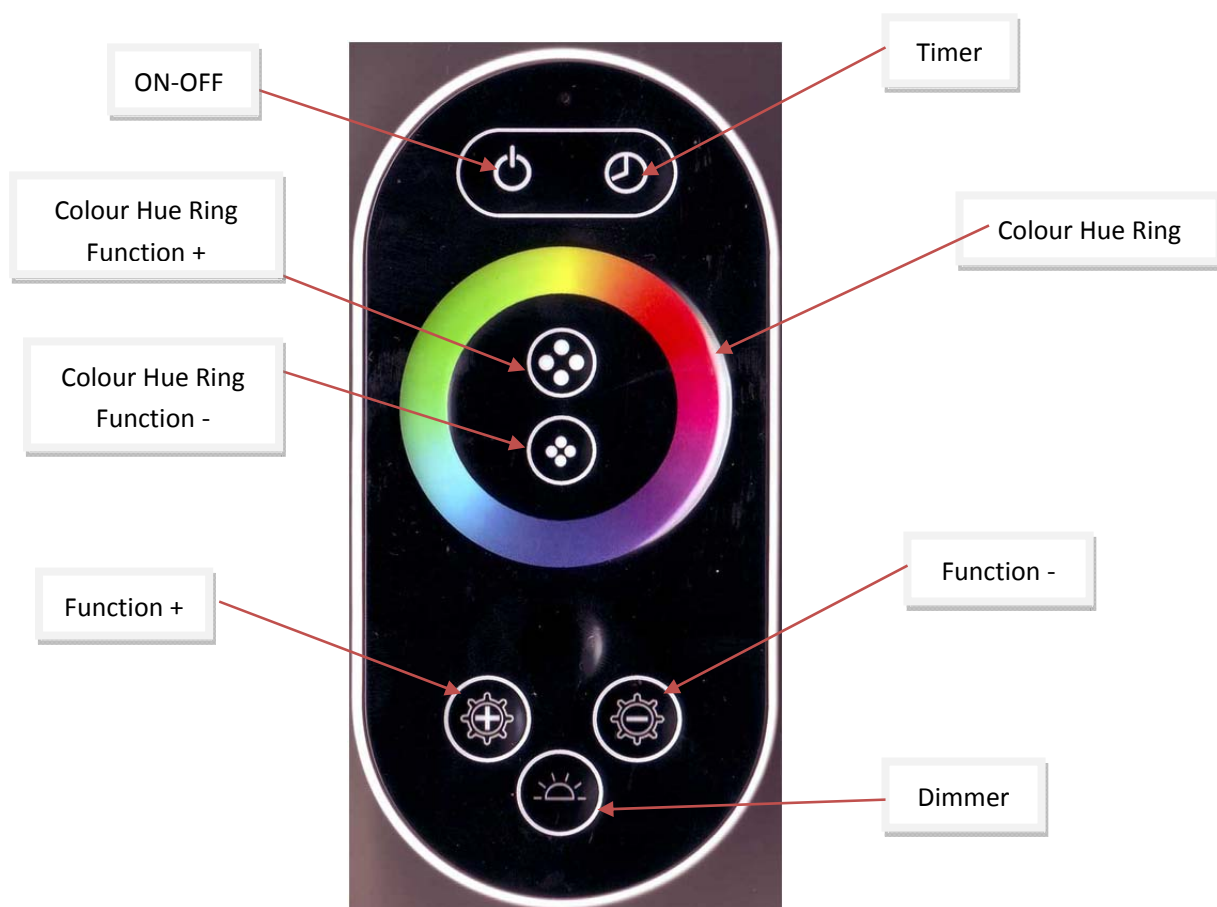 ON-OFF
Timer
Colour Hue Ring
Function +
Colour Hue Ring
Colour Hue Ring
Function -
Function +
Function -
Dimmer